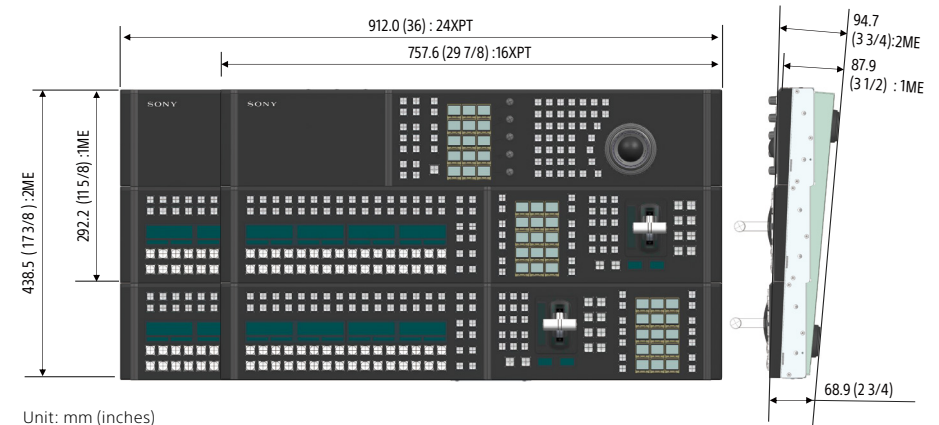 912.0 (36) : 24XPT
757.6 (29 7/8) :16XPT
94.7
(3 3/4):2ME
87.9
(3 1/2) : 1ME
438.5 (17 3/8 ) :2ME
292.2 (11 5/8) :1ME
SONY
SONY
68.9 (2 3/4)
Unit: mm (inches)